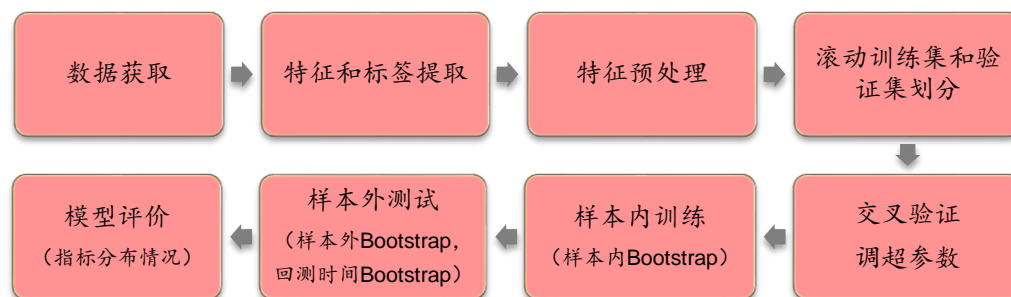 数据获取
特征和标签提取
特征预处理
滚动训练集和验
证集划分
交叉验证
调超参数
样本内训练
（样本内Bootstrap）
样本外测试
（样本外Bootstrap，
回测时间Bootstrap）
模型评价
（指标分布情况）